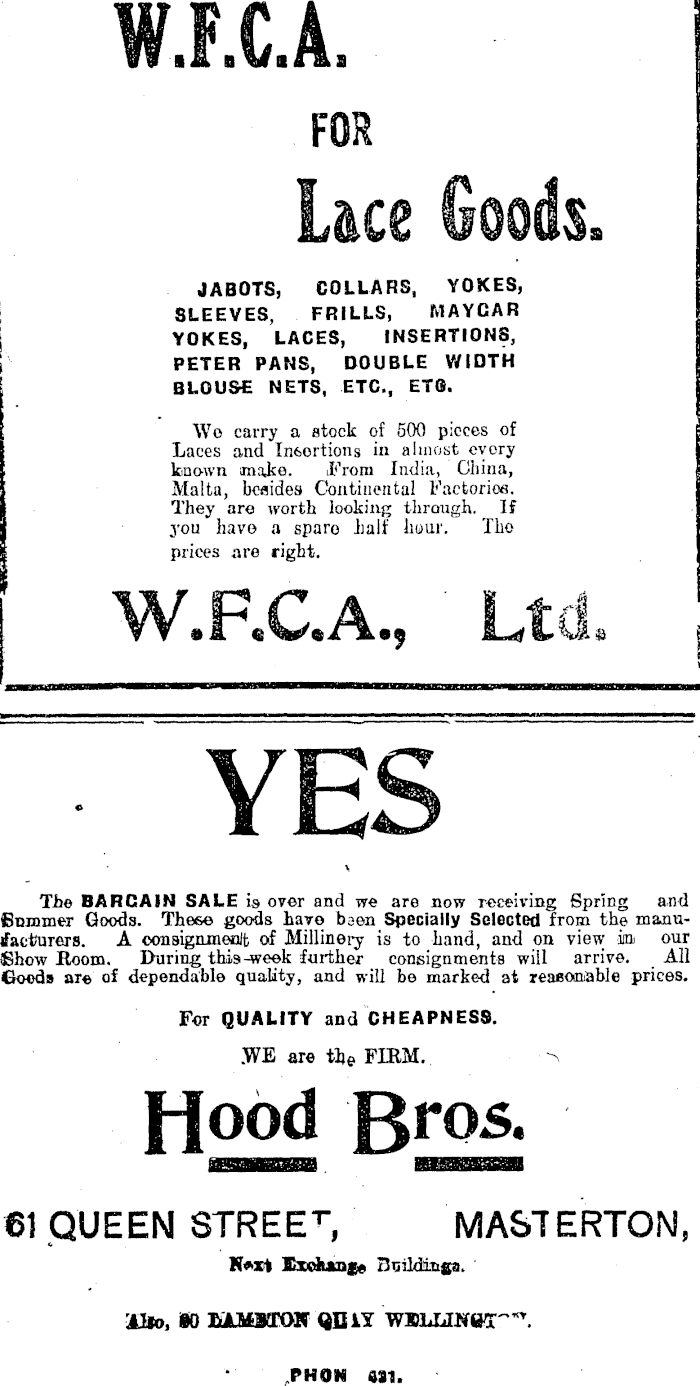 W.F.C.A.
FOR
Lace Goods.
JABOTS, COLLARS, YOKES,
SLEEVES, FRILLS, MAYCAR
YOKES, LACES, INSERTIONS,
PETER PANS, DOUBLE WIDTH
BLOUSE NETS, ETC., ETC.
We carry a stock of 500 pieces of
Laces and Insertions in almost every
known make. From India, China,
Malta, besides Continental Factories.
They are worth looking through. If
you have a spare half hour. The
prices are right.
W.F.C.A., Ltd.
YES
The BARGAIN SALE is over and we are now receiving Spring and
Summer Goods. These goods have been Specially Selected from the manu-
facturers. A consignment of Millinery is to hand, and on view in our
Show Room. During this week further consignments will arrive. All
Goods are of dependable quality, and will be marked at reasonable prices.
For QUALITY and CHEAPNESS.
WE are the FIRM.
Hood Bros.
61 QUEEN STREET, MASTERTON,
Next Exchange Buildings.
Also, 90 LAMBTON QUAY WELLINGTON.
PHON 431.